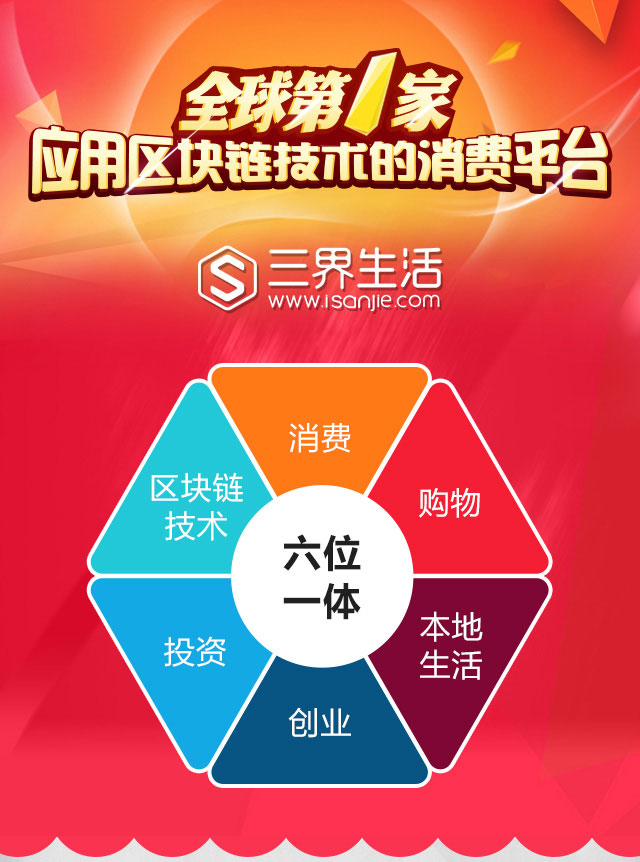 全球第1家
应用区块链技术的消费平台
三界生活
www.isanjie.com
消费
区块链
技术
购物
六位
一体
本地
生活
投资
创业